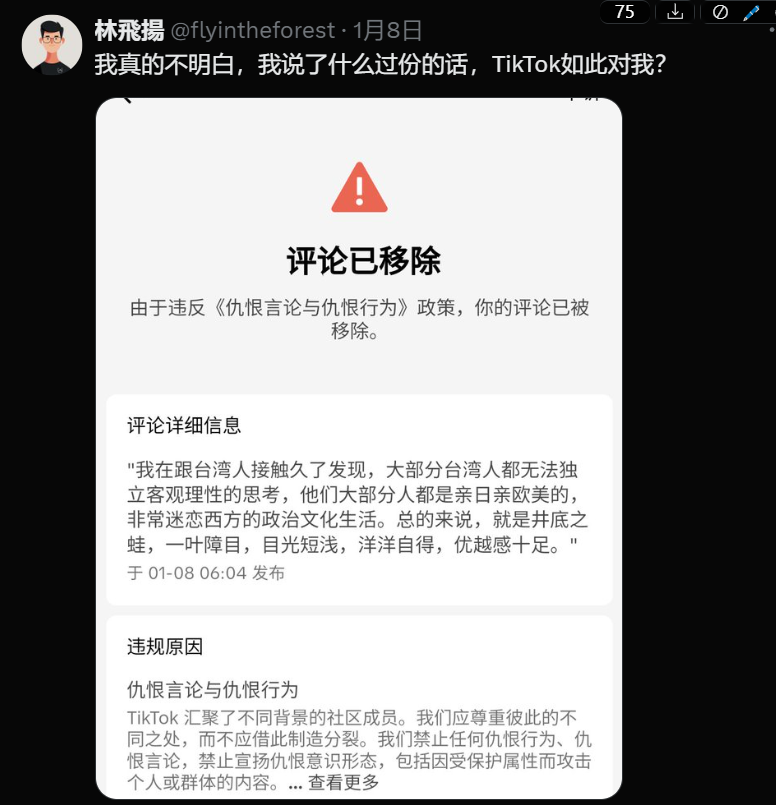 75
林飛揚 @flyintheforest · 1月8日
我真的不明白，我说了什么过份的话，TikTok如此对我？
评论已移除
由于违反《仇恨言论与仇恨行为》政策，你的评论已被
移除。
评论详细信息
"我在跟台湾人接触久了发现，大部分台湾人都无法独
立客观理性的思考，他们大部分人都是亲日亲欧美的，
非常迷恋西方的政治文化生活。总的来说，就是井底之
蛙，一叶障目，目光短浅，洋洋自得，优越感十足。"
于 01-08 06:04 发布
违规原因
仇恨言论与仇恨行为
TikTok 汇聚了不同背景的社区成员。我们应尊重彼此的不
同之处，而不应借此制造分裂。我们禁止任何仇恨行为、仇
恨言论，禁止宣扬仇恨意识形态，包括因受保护属性而攻击
个人或群体的内容。... 查看更多